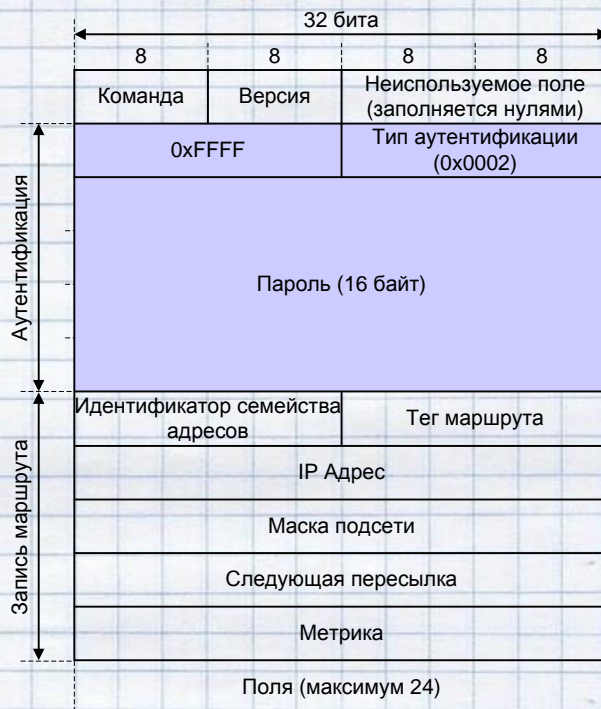 32 бита
8 8 8 8
Команда Версия Неиспользуемое поле
(заполняется нулями)
Аутентификация
0xFFFF Тип аутентификации
(0x0002)
Пароль (16 байт)
Запись маршрута
Идентификатор семейства
адресов Тег маршрута
IP Адрес
Маска подсети
Следующая пересылка
Метрика
Поля (максимум 24)